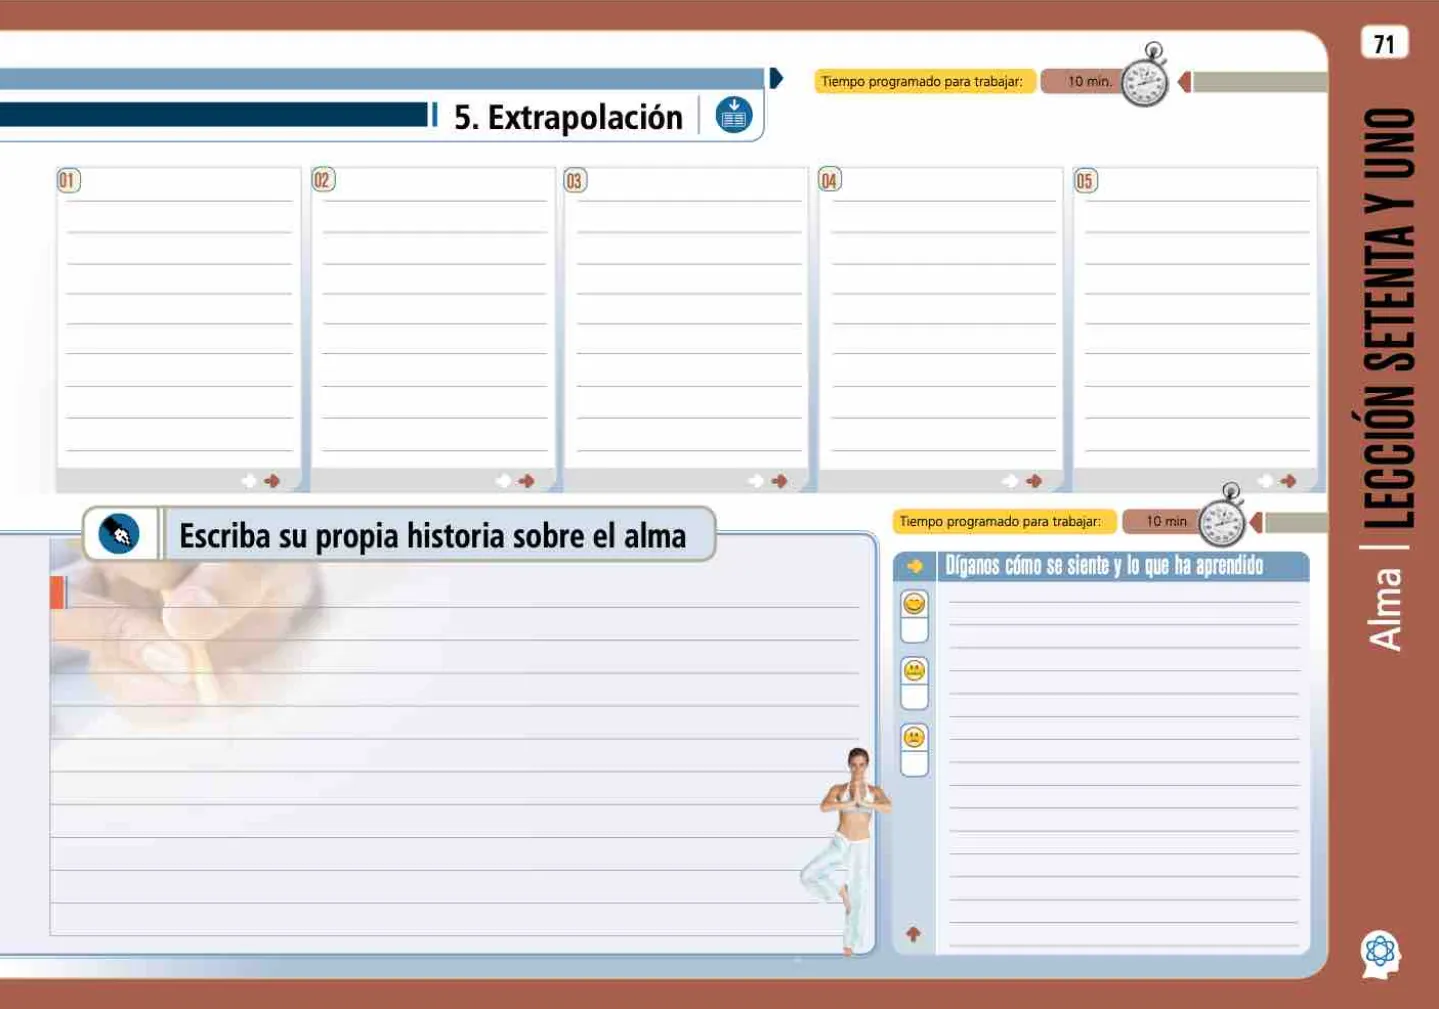 71
Tiempo programado para trabajar:
10 min.
5. Extrapolación
01
02
03
04
05
Escriba su propia historia sobre el alma
Tiempo programado para trabajar:
10 min
Díganos cómo se siente y lo que ha aprendido
Alma | LECCIÓN SETENTA Y UNO